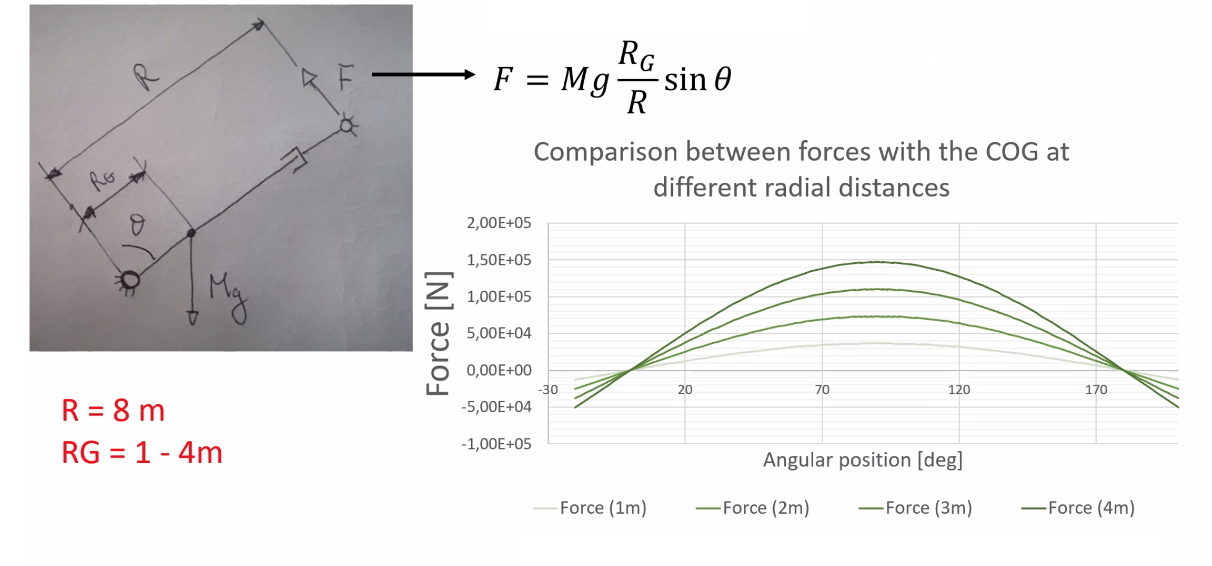 R
F
RG
θ
Mg
F = Mg R_G/R sin θ
Comparison between forces with the COG at
different radial distances
Force [N]
2,00E+05
1,50E+05
1,00E+05
5,00E+04
0,00E+00
-5,00E+04
-1,00E+05
-30 20 70 120 170
Angular position [deg]
Force (1m) Force (2m) Force (3m) Force (4m)
R = 8 m
RG = 1 - 4m